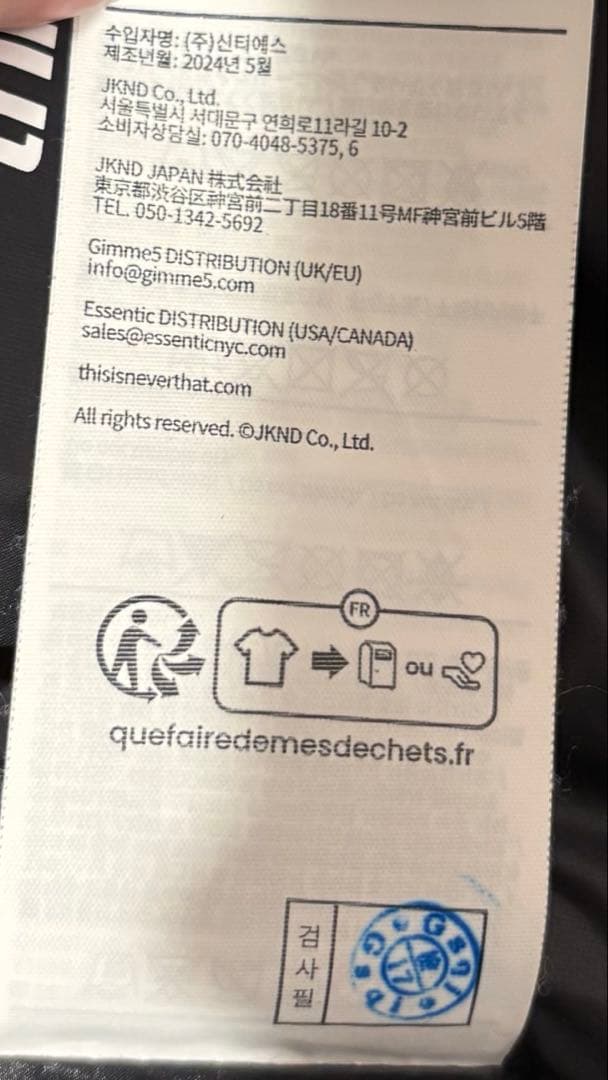 수입자명: (주)신티에스
제조년월: 2024년 5월
JKND Co., Ltd.
서울특별시 서대문구 연희로11라길 10-2
소비자상담실: 070-4048-5375, 6
JKND JAPAN 株式会社
東京都渋谷区神宮前二丁目18番11号MF神宮前ビル5階
TEL. 050-1342-5692
Gimme5 DISTRIBUTION (UK/EU)
info@gimme5.com
Essentic DISTRIBUTION (USA/CANADA)
sales@essenticnyc.com
thisisneverthat.com
All rights reserved. ©JKND Co., Ltd.
FR
ou
quefairedemesdechets.fr
검사필
17